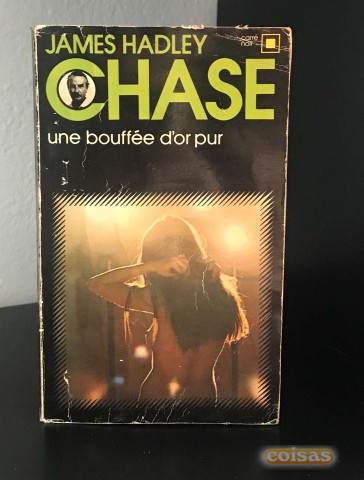 JAMES HADLEY
carré
noir
CHASE
une bouffée d'or pur
coisas